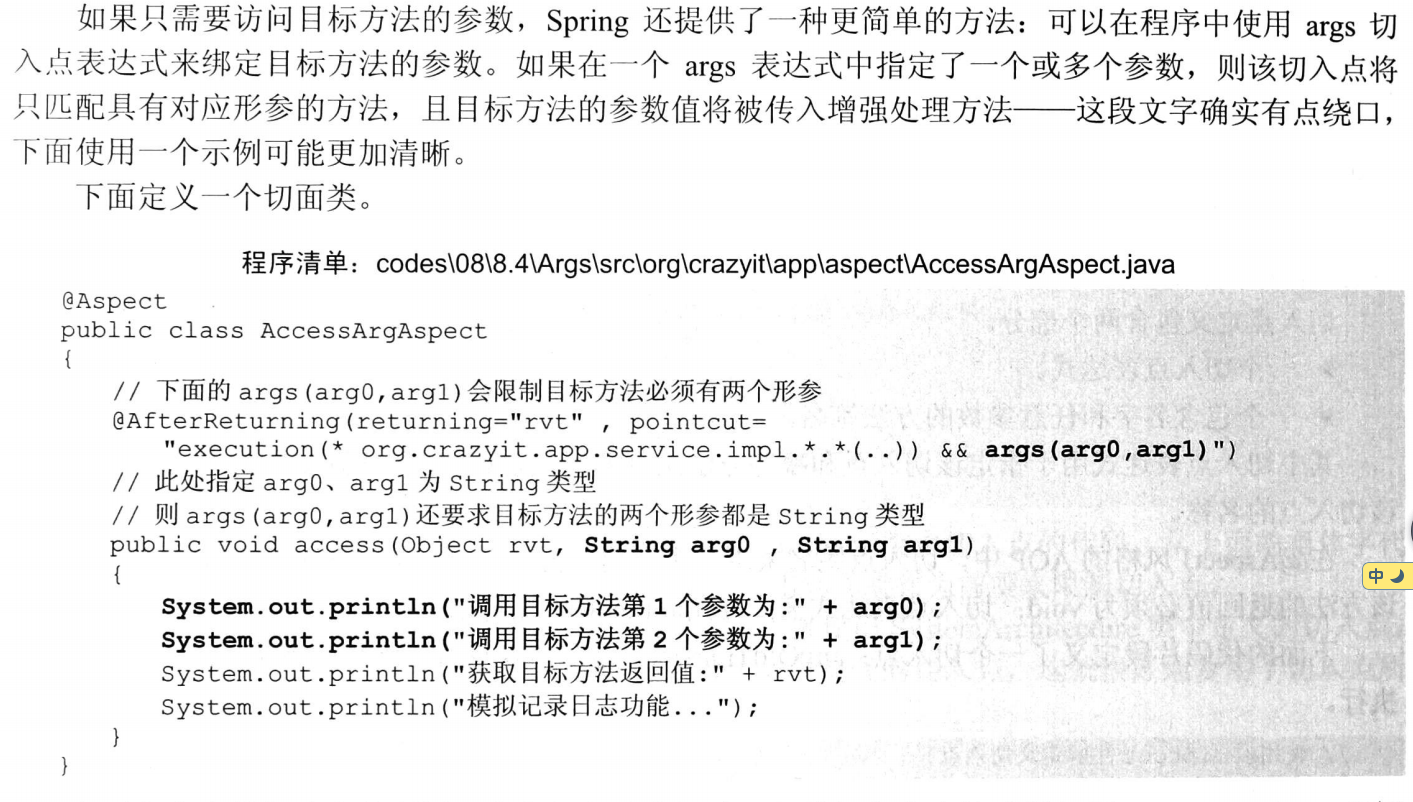 如果只需要访问目标方法的参数，Spring 还提供了一种更简单的方法：可以在程序中使用 args 切
入点表达式来绑定目标方法的参数。如果在一个 args 表达式中指定了一个或多个参数，则该切入点将
只匹配具有对应形参的方法，且目标方法的参数值将被传入增强处理方法——这段文字确实有点绕口，
下面使用一个示例可能更加清晰。
下面定义一个切面类。
程序清单：codes\08\8.4\Args\src\org\crazyit\app\aspect\AccessArgAspect.java
@Aspect
public class AccessArgAspect
{
// 下面的 args(arg0,arg1)会限制目标方法必须有两个形参
@AfterReturning(returning="rvt" , pointcut=
"execution(* org.crazyit.app.service.impl.*.*(..)) && args(arg0,arg1)")
// 此处指定 arg0、arg1 为 String 类型
// 则 args(arg0,arg1)还要求目标方法的两个形参都是 String 类型
public void access(Object rvt, String arg0 , String arg1)
{
System.out.println("调用目标方法第 1 个参数为:" + arg0);
System.out.println("调用目标方法第 2 个参数为:" + arg1);
System.out.println("获取目标方法返回值:" + rvt);
System.out.println("模拟记录日志功能...");
}
}
中